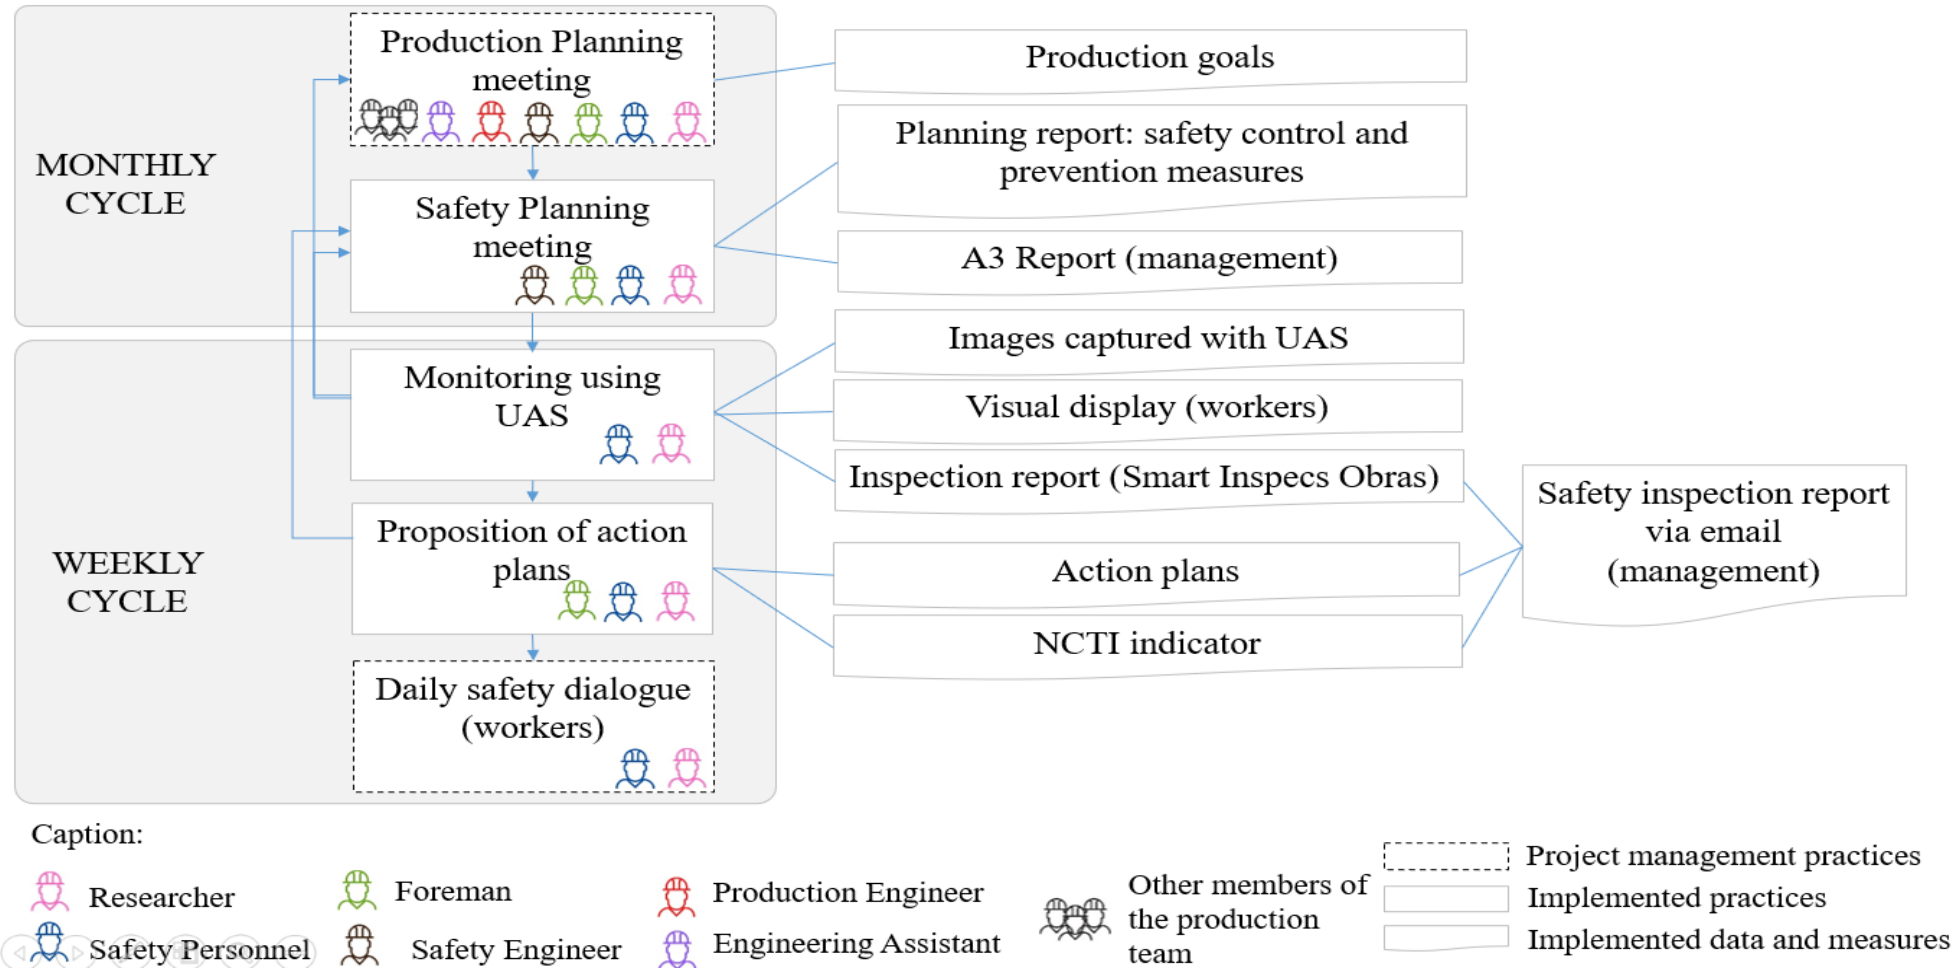 MONTHLY
CYCLE
Production Planning
meeting
Safety Planning
meeting
WEEKLY
CYCLE
Monitoring using
UAS
Proposition of action
plans
Daily safety dialogue
(workers)
Production goals
Planning report: safety control and
prevention measures
A3 Report (management)
Images captured with UAS
Visual display (workers)
Inspection report (Smart Inspecs Obras)
Action plans
NCTI indicator
Safety inspection report
via email
(management)
Caption:
Researcher
Safety Personnel
Foreman
Safety Engineer
Production Engineer
Engineering Assistant
Other members of
the production
team
Project management practices
Implemented practices
Implemented data and measures